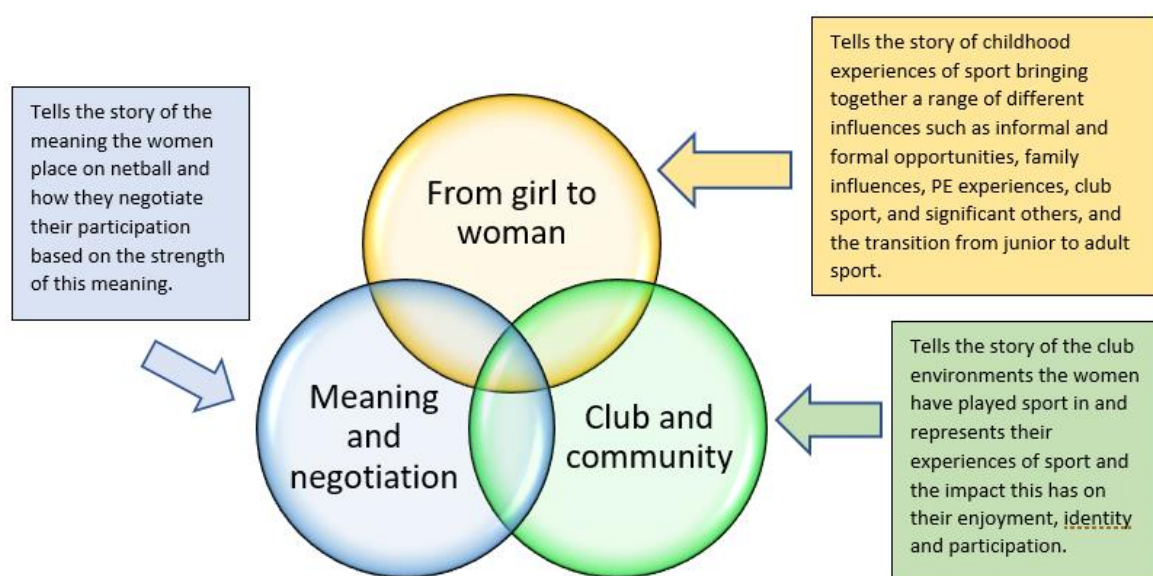 Tells the story of the
meaning the women
place on netball and
how they negotiate
their participation
based on the strength
of this meaning.
From girl to
woman
Tells the story of childhood
experiences of sport bringing
together a range of different
influences such as informal and
formal opportunities, family
influences, PE experiences, club
sport, and significant others, and
the transition from junior to adult
sport.
Meaning
and
negotiation
Club and
community
Tells the story of the club
environments the women
have played sport in and
represents their
experiences of sport and
the impact this has on
their enjoyment, identity
and participation.